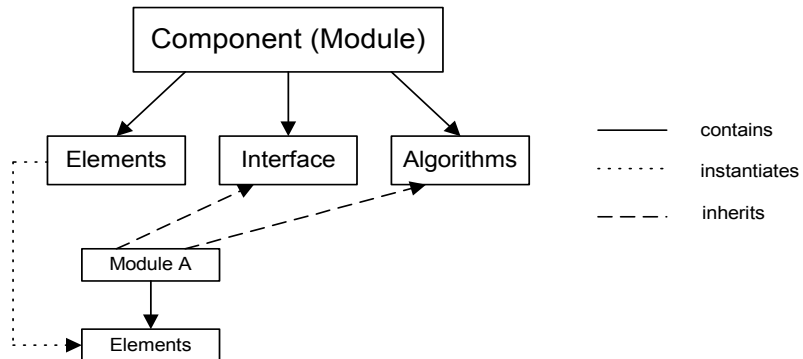 Component (Module)
Elements
Interface
Algorithms
contains
instantiates
inherits
Module A
Elements